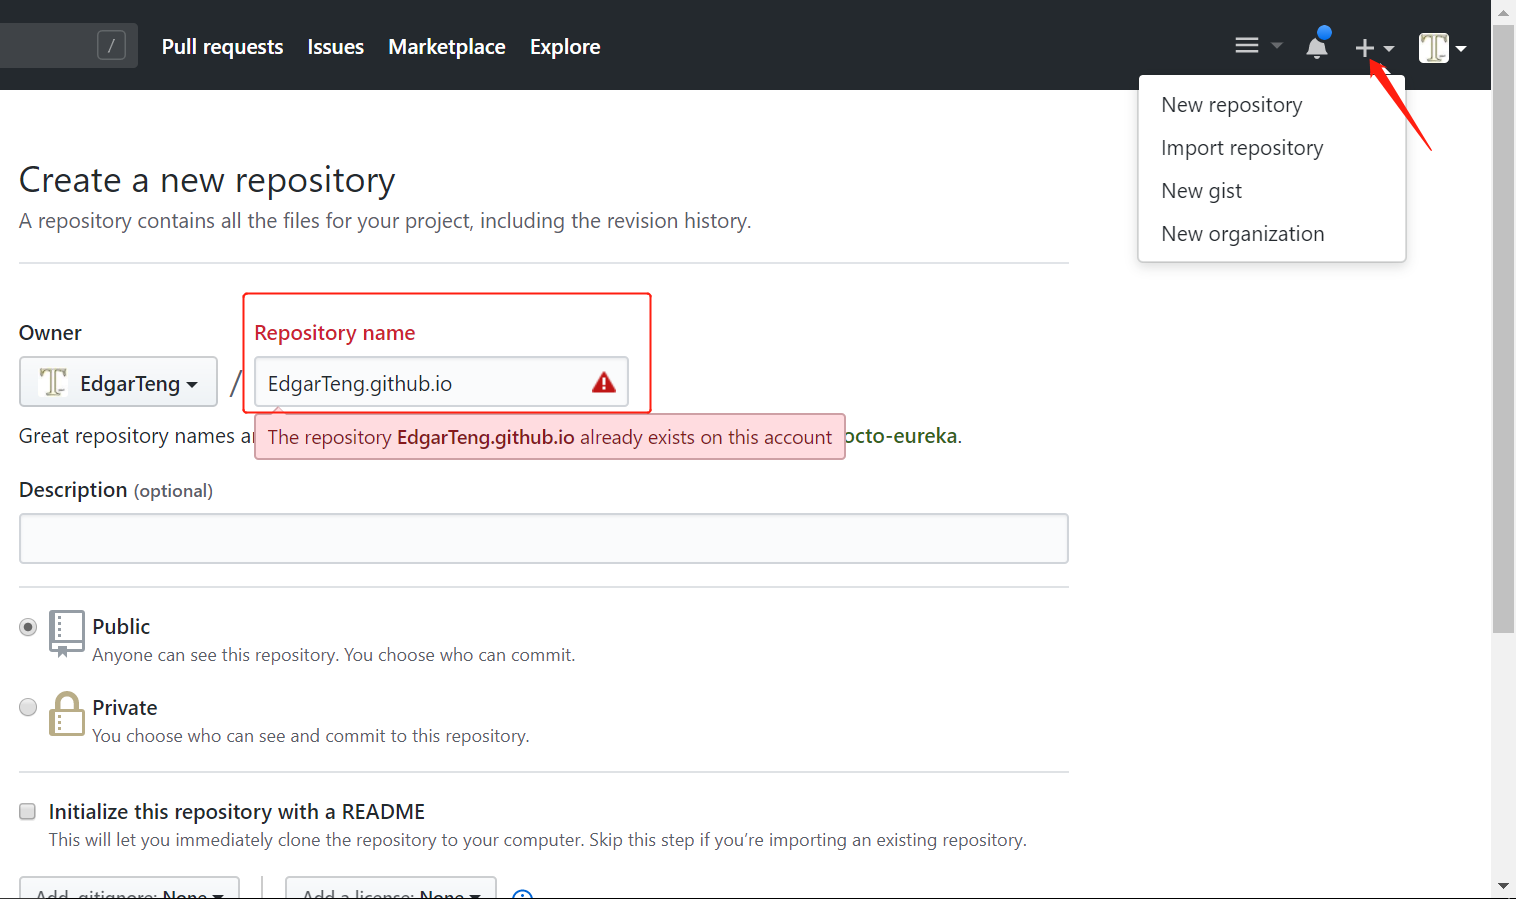 / Pull requests Issues Marketplace Explore
New repository
Import repository
New gist
New organization
Create a new repository
A repository contains all the files for your project, including the revision history.
Owner Repository name
EdgarTeng / EdgarTeng.github.io
Great repository names The repository EdgarTeng.github.io already exists on this account octo-eureka.
Description (optional)
Public
Anyone can see this repository. You choose who can commit.
Private
You choose who can see and commit to this repository.
Initialize this repository with a README
This will let you immediately clone the repository to your computer. Skip this step if you’re importing an existing repository.
Add .gitignore: None Add a license: None